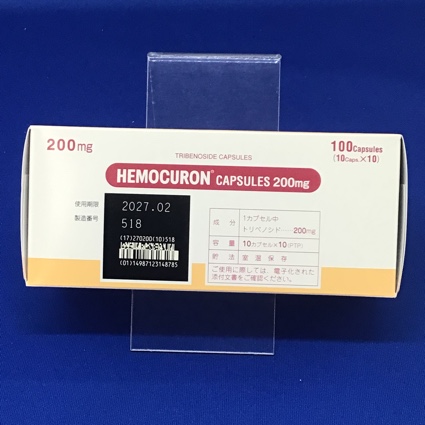 200mg
100Capsules
(10Caps.×10)
TRIBENOSIDE CAPSULES
HEMOCURON® CAPSULES 200mg
使用期限 2027.02
製造番号 518
(17)270200(10)518
(01)14987123148785
成分 1カプセル中
トリベノシド……200mg
容量 10カプセル×10(PTP)
貯法 室温保存
ご使用に際しては、電子化された
添付文書をご確認ください。